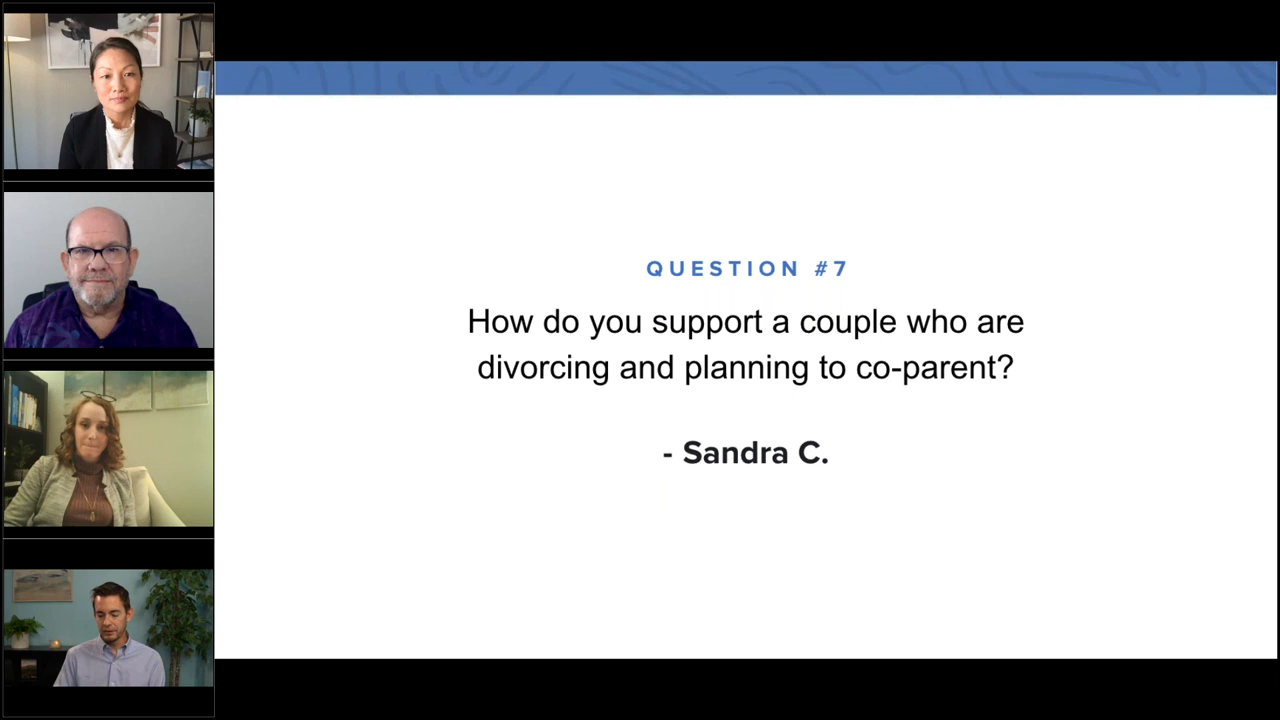 QUESTION #7
How do you support a couple who are
divorcing and planning to co-parent?
- Sandra C.